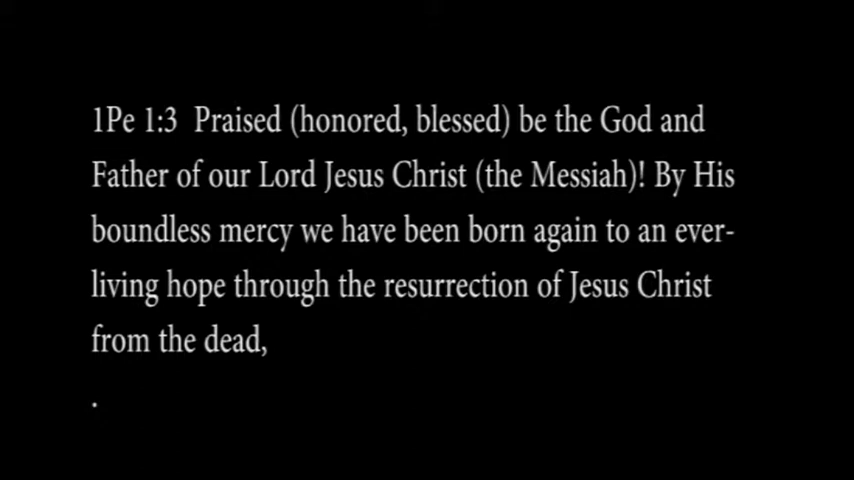 1Pe 1:3  Praised (honored, blessed) be the God and
Father of our Lord Jesus Christ (the Messiah)! By His
boundless mercy we have been born again to an ever-
living hope through the resurrection of Jesus Christ
from the dead,
.